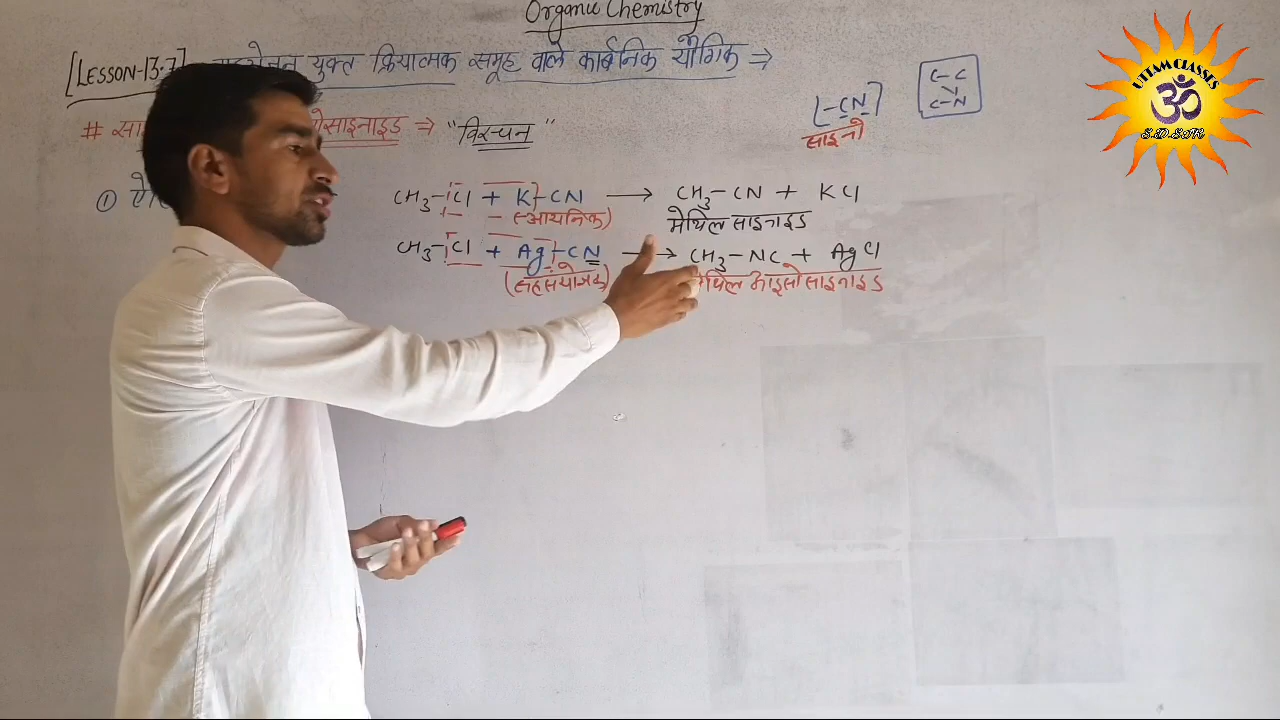 Organic Chemistry
[LESSON-13.7] युक्त क्रियात्मक समूह वाले कार्बनिक यौगिक ⇒
[-CN]
साइनो
C-C
C-N
# सा ोसाइनाइड ⇒ "विरचन"
① ऐ
CH₃-Cl + K-CN ⟶ CH₃-CN + KCl
(आयनिक) मेथिल साइनाइड
CH₃-Cl + Ag-CN ⟶ CH₃-NC + AgCl
(सहसंयोजक) मेथिल आइसोसाइनाइड
UTTAM CLASSES
ॐ